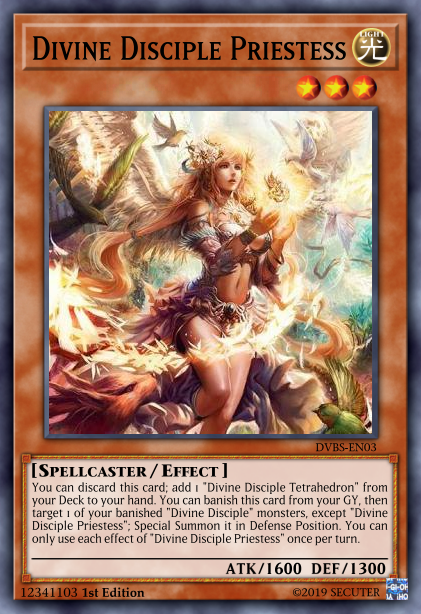 DIVINE DISCIPLE PRIESTESS
LIGHT
光
DVBS-EN03
[SPELLCASTER / EFFECT]
You can discard this card; add 1 "Divine Disciple Tetrahedron" from
your Deck to your hand. You can banish this card from your GY, then
target 1 of your banished "Divine Disciple" monsters, except "Divine
Disciple Priestess"; Special Summon it in Defense Position. You can
only use each effect of "Divine Disciple Priestess" once per turn.
ATK/1600 DEF/1300
12341103 1st Edition ©2019 SECUTER